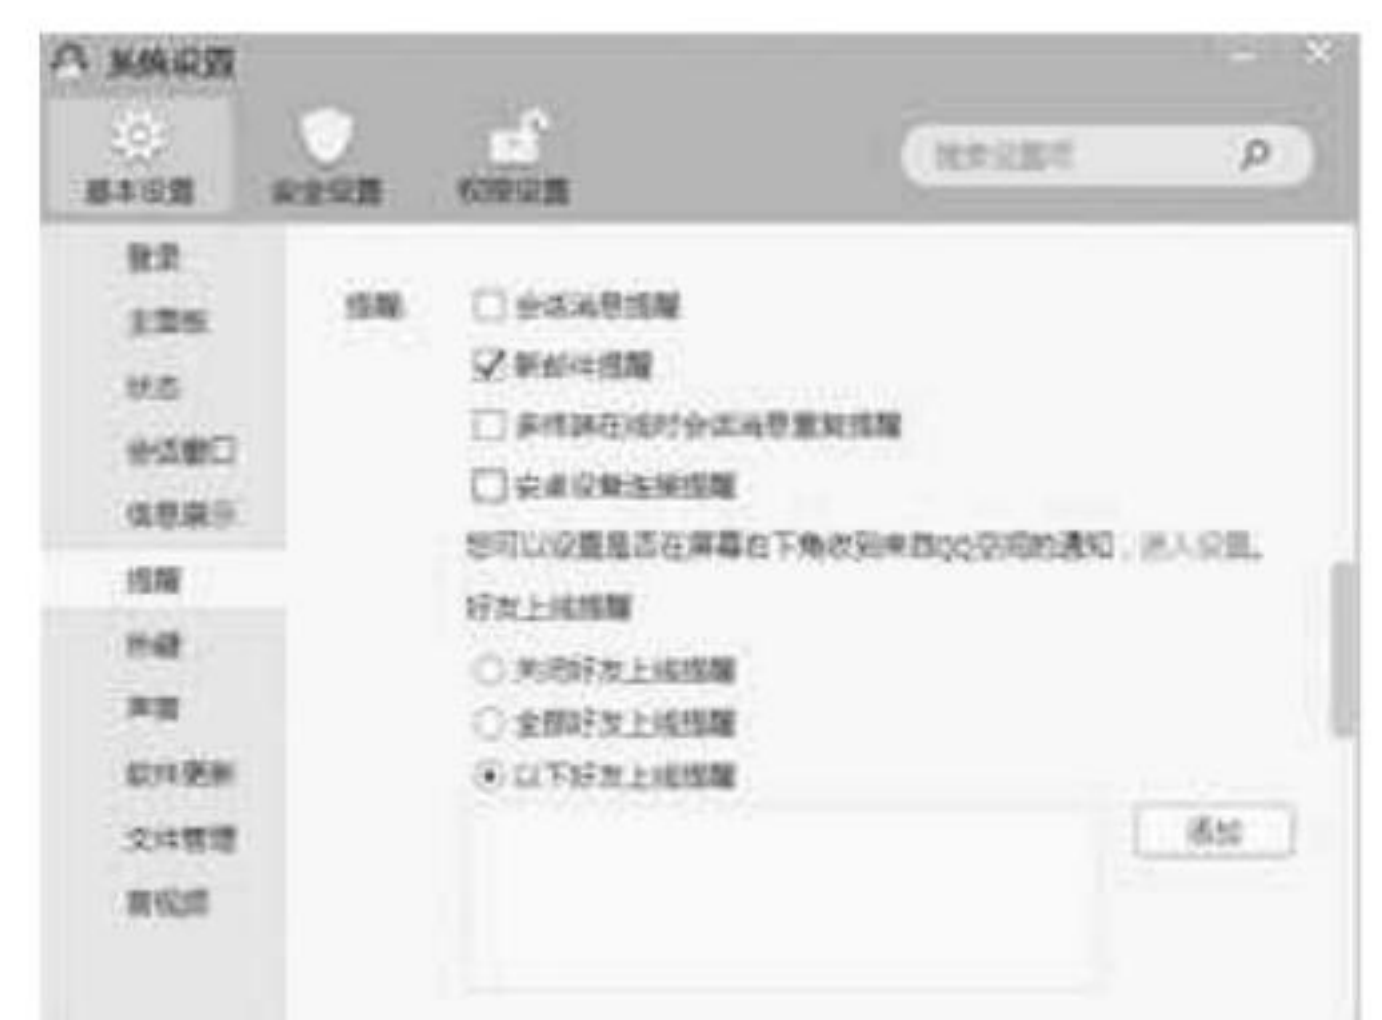 系统设置
基本设置
安全设置
权限设置
搜索设置项
登录
主面板
状态
会话窗口
信息展示
提醒
热键
声音
软件更新
文件管理
音视频
提醒:
会话消息提醒
新邮件提醒
多终端在线时会话消息重复提醒
安卓设备连接提醒
您可以设置是否在屏幕右下角收到来自QQ空间的通知，进入设置。
好友上线提醒
关闭好友上线提醒
全部好友上线提醒
以下好友上线提醒
添加